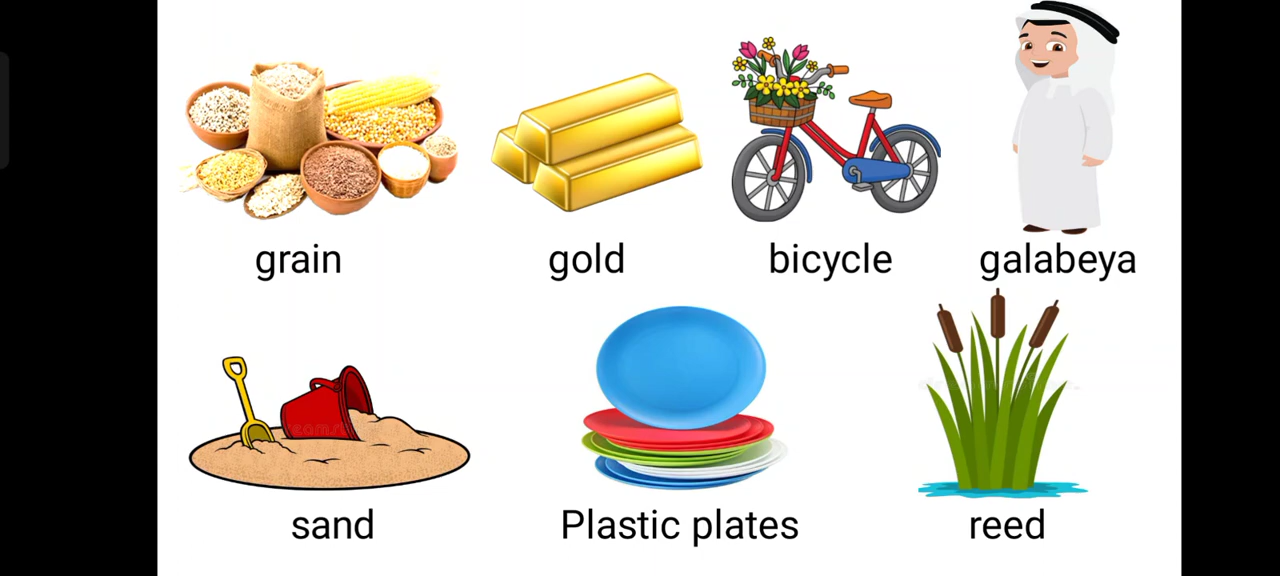 grain
gold
bicycle
galabeya
sand
Plastic plates
reed